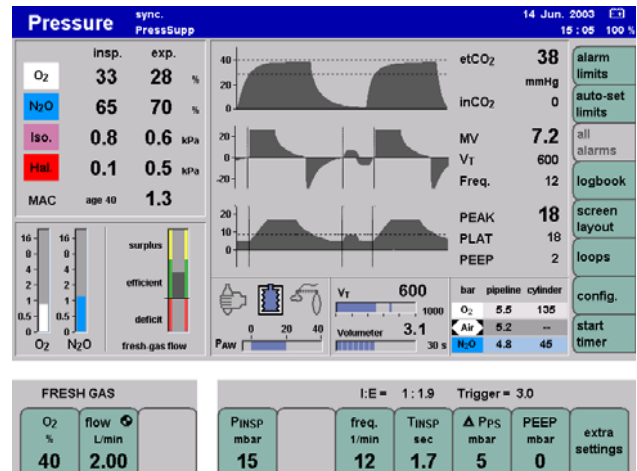 Pressure
sync.
PressSupp
14 Jun. 2003
15:05 100 %
insp. exp.
O2 33 28 %
N2O 65 70 %
Iso. 0.8 0.6 kPa
Hal. 0.1 0.5 kPa
MAC age 40 1.3
40
20
0
etCO2 38
mmHg
inCO2 0
20
0
-20
MV 7.2
VT 600
Freq. 12
20
10
0
PEAK 18
PLAT 18
PEEP 2
alarm limits
auto-set limits
all alarms
logbook
screen layout
loops
config.
start timer
16 16
8 8
4 4
2 2
1 1
0.5 0.5
0 0
O2 N2O
surplus
efficient
deficit
fresh-gas flow
0 20 40
PAW
VT 600
1000
Volumeter 3.1
30 s
bar pipeline cylinder
O2 5.5 135
Air 5.2 --
N2O 4.8 45
FRESH GAS
O2 % 40
flow L/min 2.00
I:E = 1:1.9 Trigger = 3.0
PINSP mbar 15
freq. 1/min 12
TINSP sec 1.7
Δ PPS mbar 5
PEEP mbar 0
extra settings